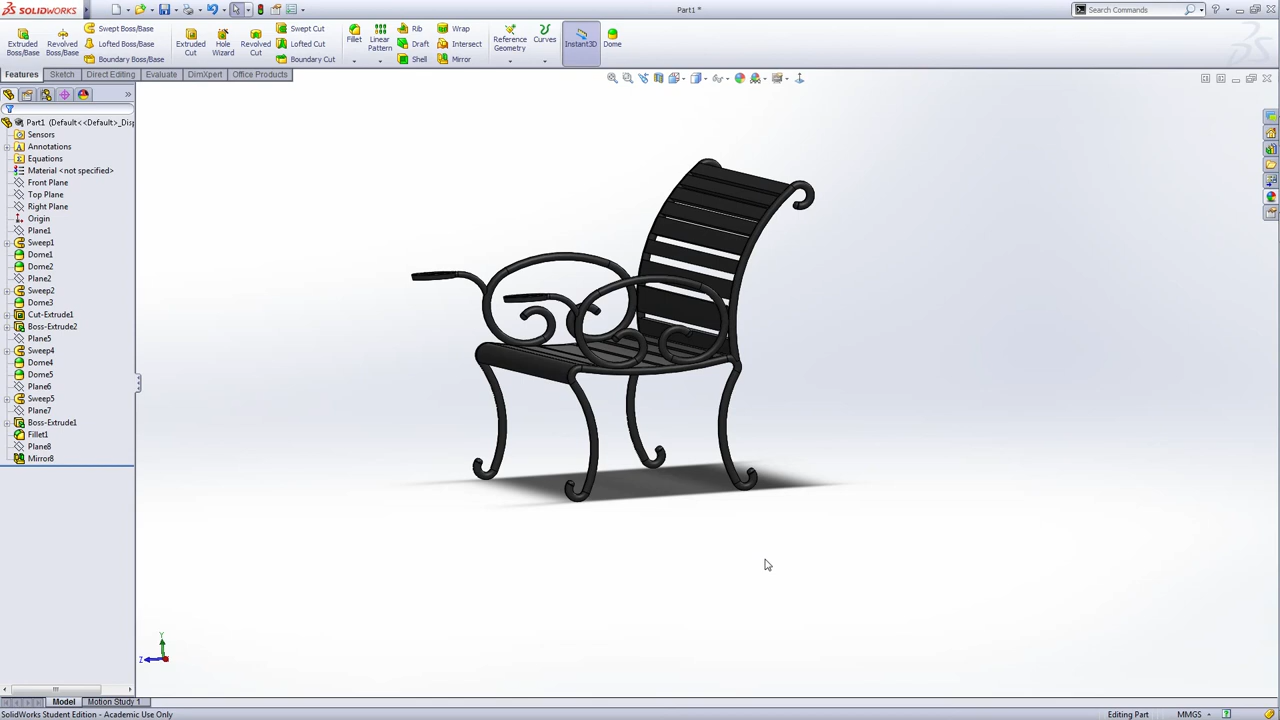 SOLIDWORKS
Part1 *
Search Commands
Extruded Boss/Base
Revolved Boss/Base
Swept Boss/Base
Lofted Boss/Base
Boundary Boss/Base
Extruded Cut
Hole Wizard
Revolved Cut
Swept Cut
Lofted Cut
Boundary Cut
Fillet
Linear Pattern
Rib
Draft
Shell
Wrap
Intersect
Mirror
Reference Geometry
Curves
Instant3D
Dome
Features
Sketch
Direct Editing
Evaluate
DimXpert
Office Products
Part1 (Default<<Default>_Disp
Sensors
Annotations
Equations
Material <not specified>
Front Plane
Top Plane
Right Plane
Origin
Plane1
Sweep1
Dome1
Dome2
Plane2
Sweep2
Dome3
Cut-Extrude1
Boss-Extrude2
Plane5
Sweep4
Dome4
Dome5
Plane6
Sweep5
Plane7
Boss-Extrude1
Fillet1
Plane8
Mirror8
Y
Z
Model
Motion Study 1
SolidWorks Student Edition - Academic Use Only
Editing Part
MMGS